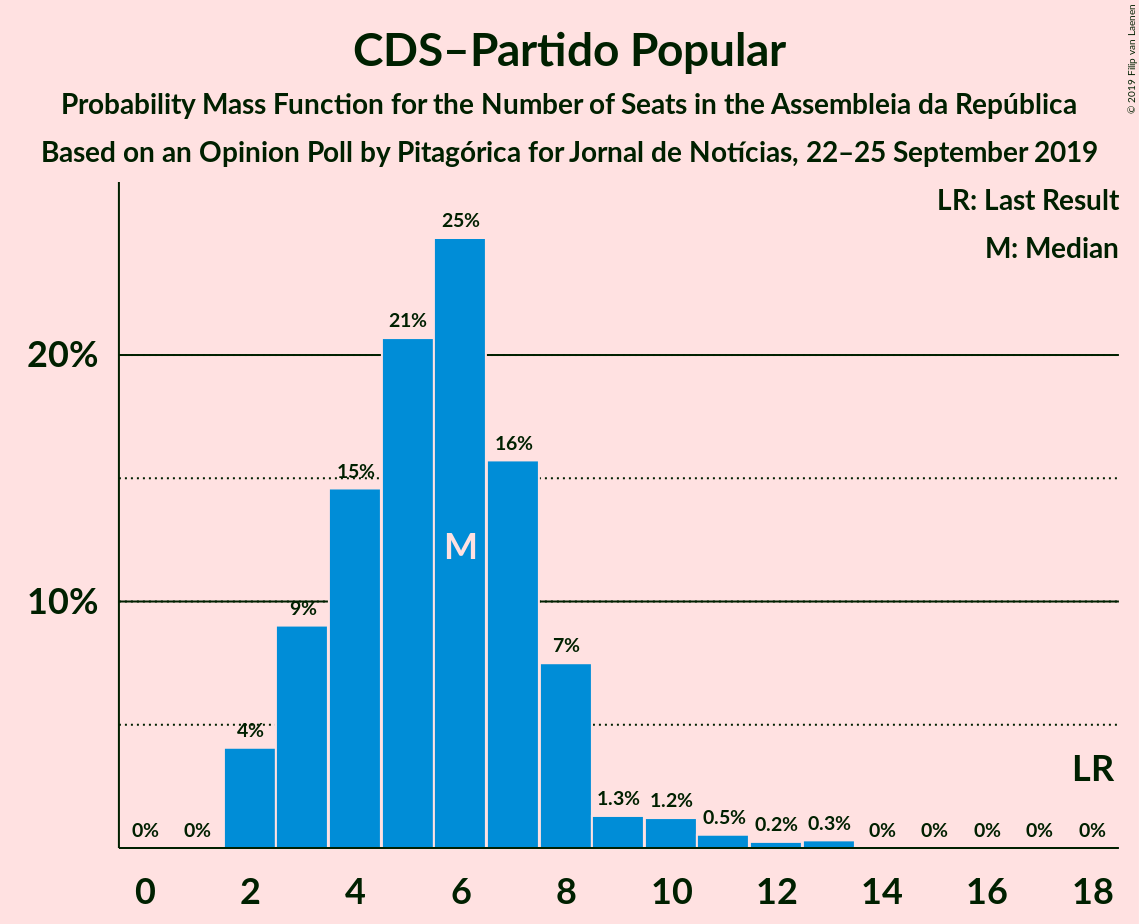 CDS–Partido Popular
Probability Mass Function for the Number of Seats in the Assembleia da República
Based on an Opinion Poll by Pitagórica for Jornal de Notícias, 22–25 September 2019
© 2019 Filip van Laenen
LR: Last Result
M: Median
25%
21%
20%
16%
15%
M
10%
9%
7%
4%
LR
1.3%
1.2%
0.5%
0.2%
0.3%
0% 0% 0% 0% 0% 0% 0%
0 2 4 6 8 10 12 14 16 18